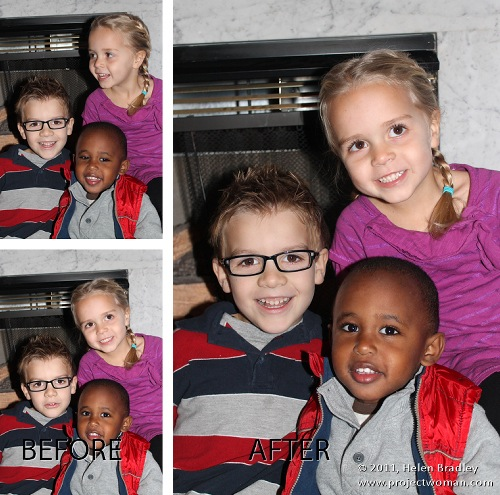 BEFORE
AFTER
© 2011, Helen Bradley
www.projectwoman.com